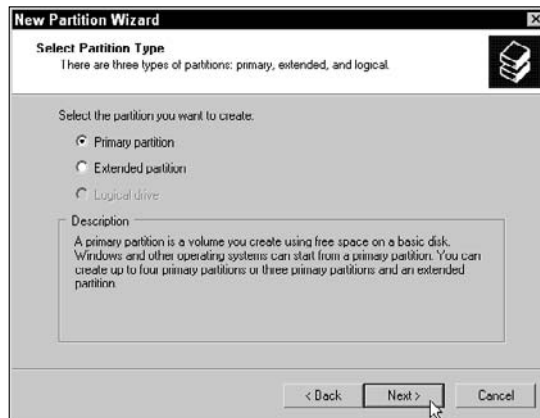 New Partition Wizard
Select Partition Type
There are three types of partitions: primary, extended, and logical.
Select the partition you want to create:
Primary partition
Extended partition
Logical drive
Description
A primary partition is a volume you create using free space on a basic disk.
Windows and other operating systems can start from a primary partition. You can
create up to four primary partitions or three primary partitions and an extended
partition.
< Back
Next >
Cancel